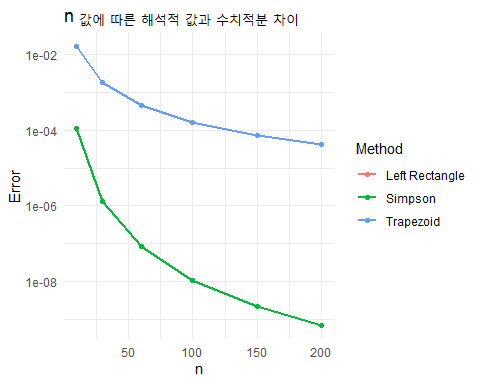 n 값에 따른 해석적 값과 수치적분 차이
1e-02
1e-04
1e-06
1e-08
Error
50
100
150
200
n
Method
Left Rectangle
Simpson
Trapezoid